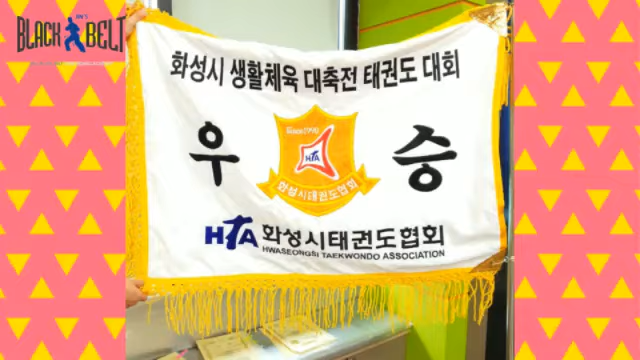 BLACK BELT
화성시 생활체육 대축전 태권도 대회
우 승
HTA
화성시태권도협회
HTA 화성시태권도협회
HWASEONGSI TAEKWONDO ASSOCIATION